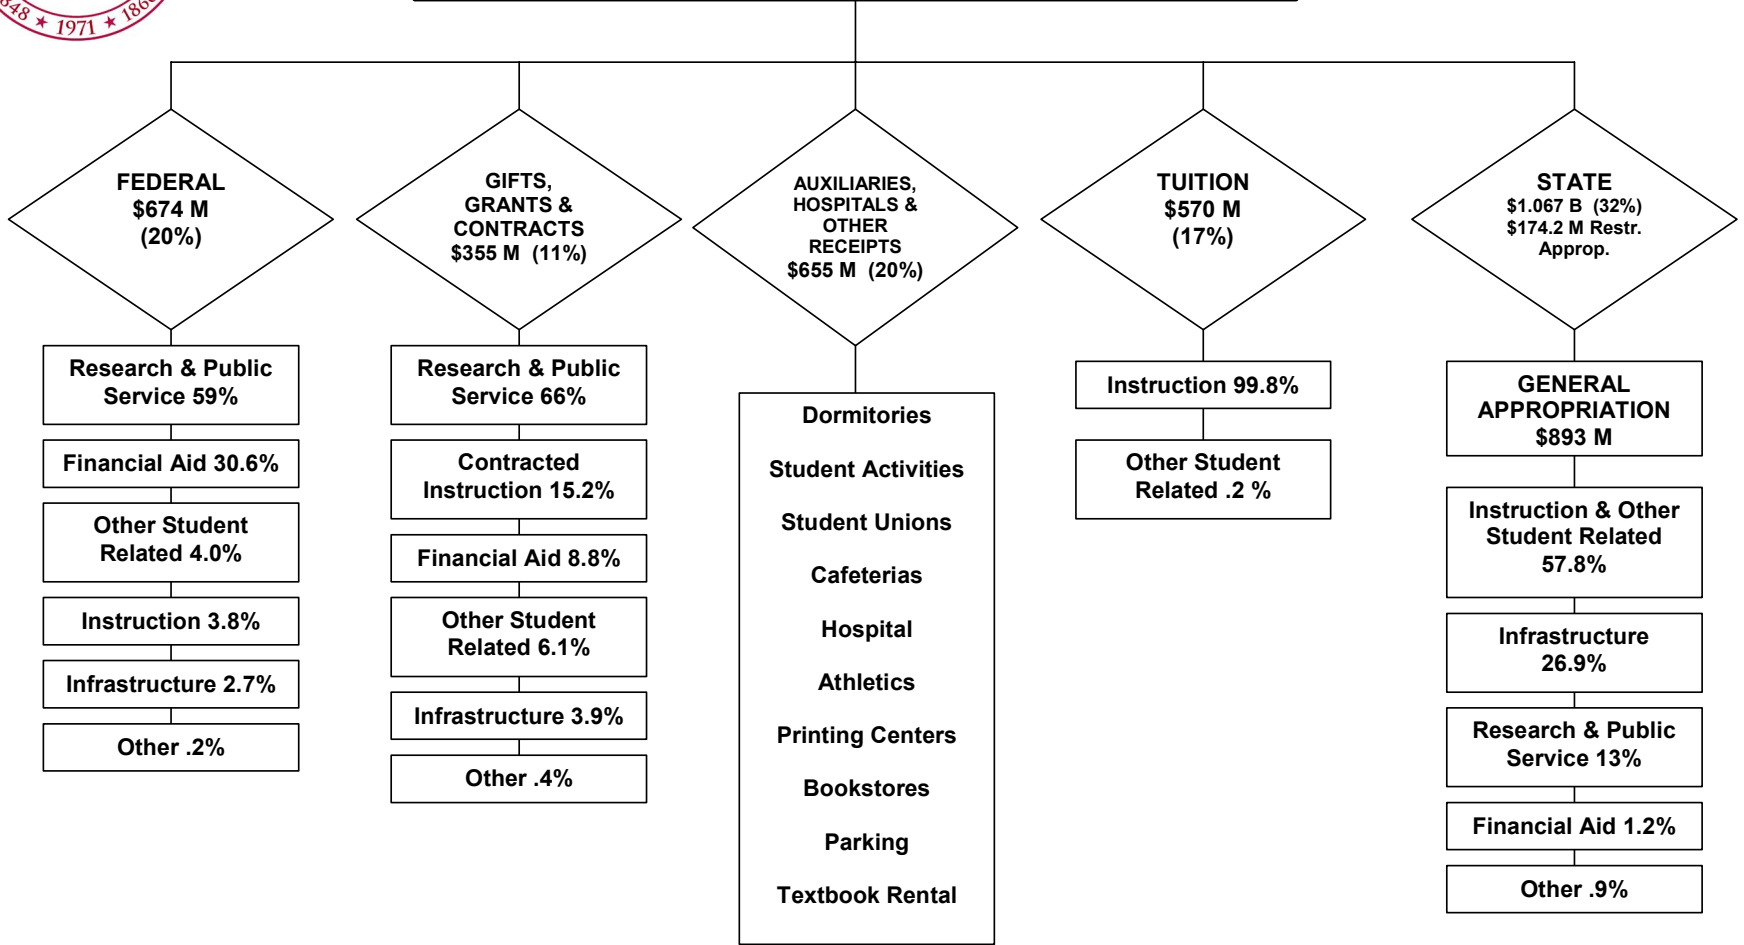 848 ★ 1971 ★ 186
FEDERAL
$674 M
(20%)
GIFTS,
GRANTS &
CONTRACTS
$355 M (11%)
AUXILIARIES,
HOSPITALS &
OTHER
RECEIPTS
$655 M (20%)
TUITION
$570 M
(17%)
STATE
$1.067 B (32%)
$174.2 M Restr.
Approp.
Research & Public
Service 59%
Financial Aid 30.6%
Other Student
Related 4.0%
Instruction 3.8%
Infrastructure 2.7%
Other .2%
Research & Public
Service 66%
Contracted
Instruction 15.2%
Financial Aid 8.8%
Other Student
Related 6.1%
Infrastructure 3.9%
Other .4%
Dormitories
Student Activities
Student Unions
Cafeterias
Hospital
Athletics
Printing Centers
Bookstores
Parking
Textbook Rental
Instruction 99.8%
Other Student
Related .2 %
GENERAL
APPROPRIATION
$893 M
Instruction & Other
Student Related
57.8%
Infrastructure
26.9%
Research & Public
Service 13%
Financial Aid 1.2%
Other .9%